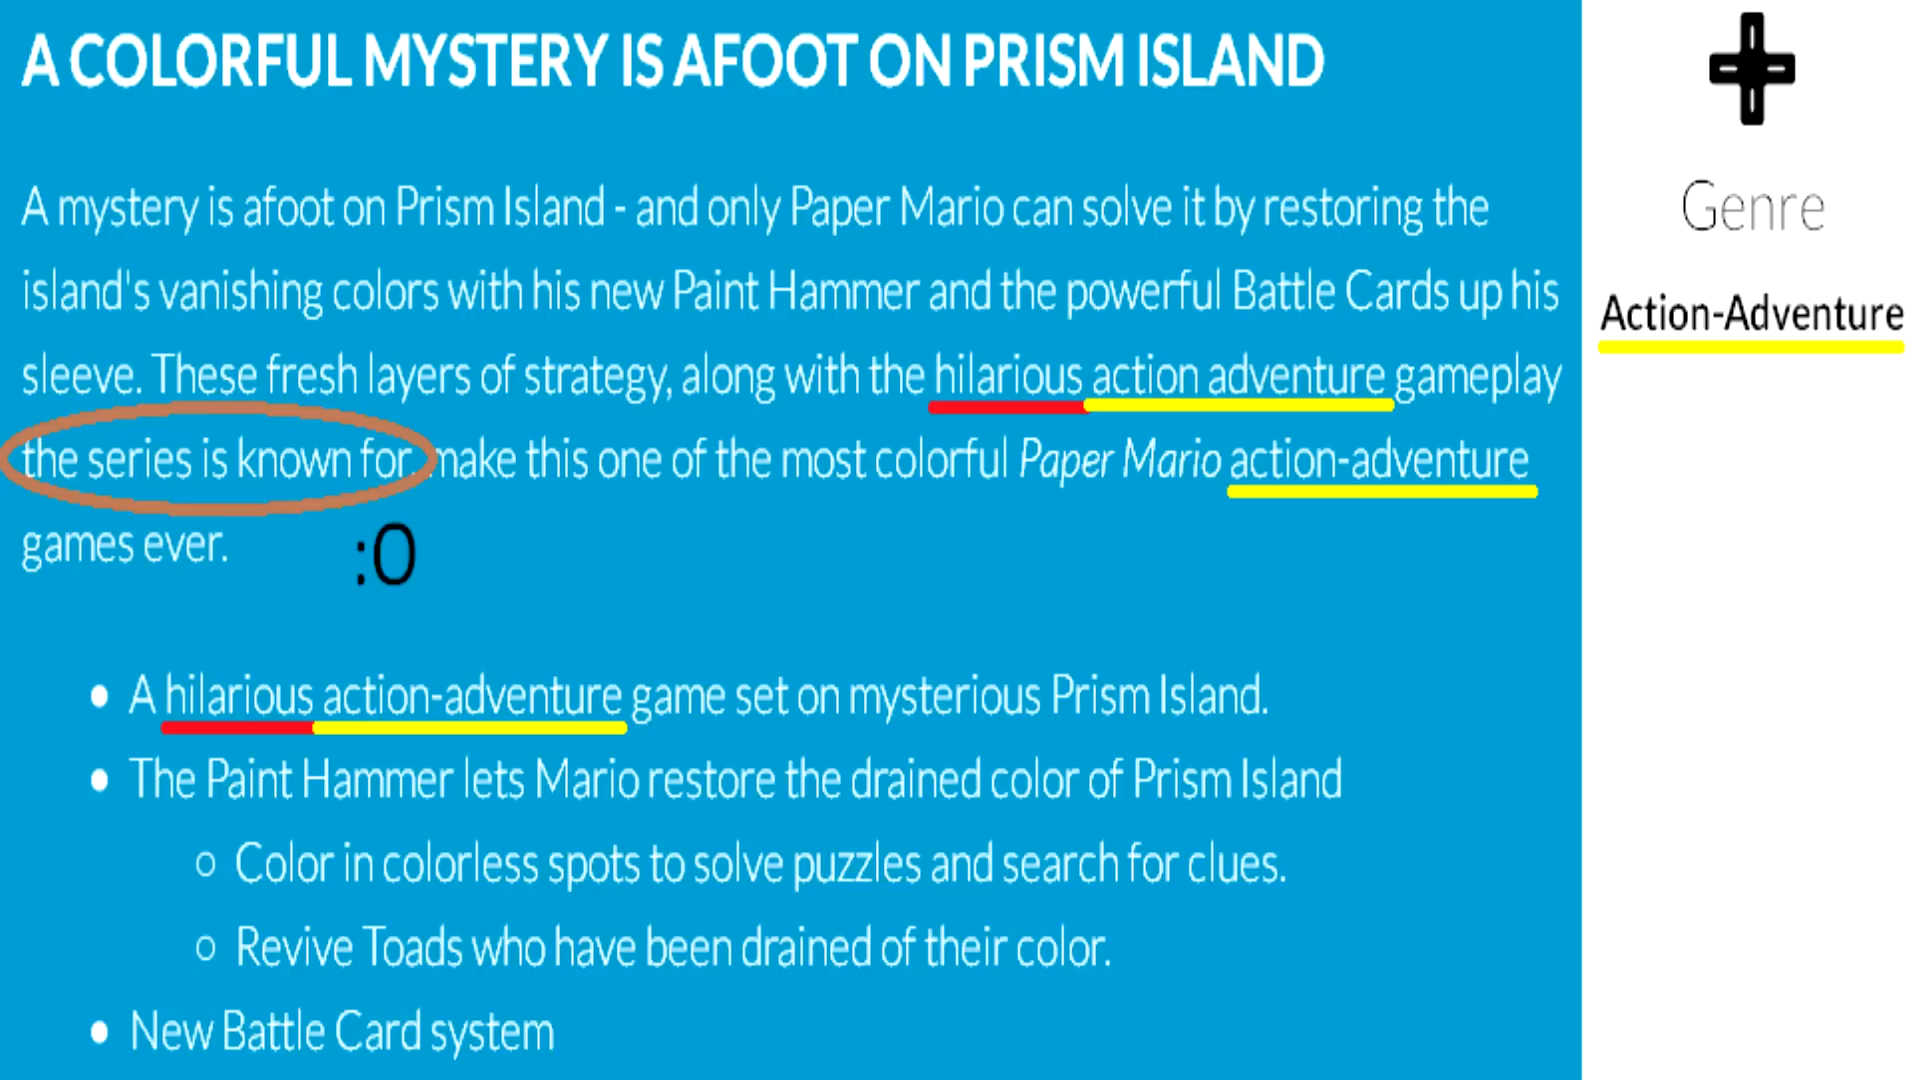 A COLORFUL MYSTERY IS AFOOT ON PRISM ISLAND
A mystery is afoot on Prism Island - and only Paper Mario can solve it by restoring the
island's vanishing colors with his new Paint Hammer and the powerful Battle Cards up his
sleeve. These fresh layers of strategy, along with the hilarious action adventure gameplay
the series is known for, make this one of the most colorful Paper Mario action-adventure
games ever.
:O
• A hilarious action-adventure game set on mysterious Prism Island.
• The Paint Hammer lets Mario restore the drained color of Prism Island
○ Color in colorless spots to solve puzzles and search for clues.
○ Revive Toads who have been drained of their color.
• New Battle Card system
Genre
Action-Adventure